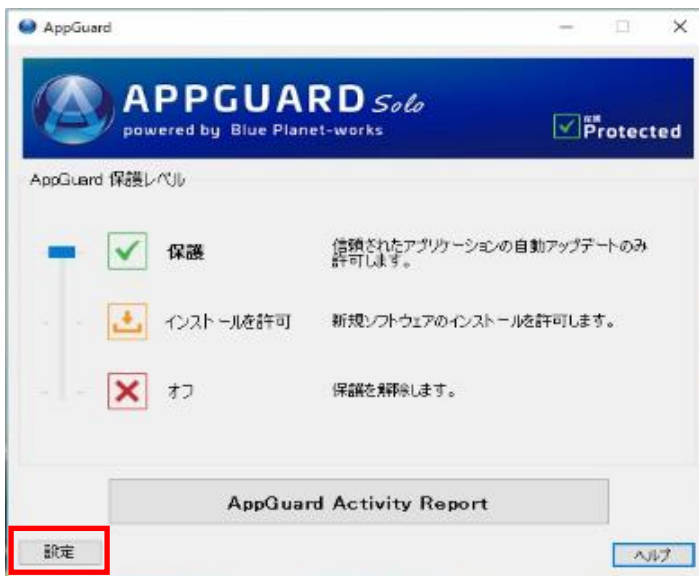 AppGuard
APPGUARD Solo
powered by Blue Planet-works
保護
Protected
AppGuard 保護レベル
保護
信頼されたアプリケーションの自動アップデートのみ
許可します。
インストールを許可
新規ソフトウェアのインストールを許可します。
オフ
保護を解除します。
AppGuard Activity Report
設定
ヘルプ